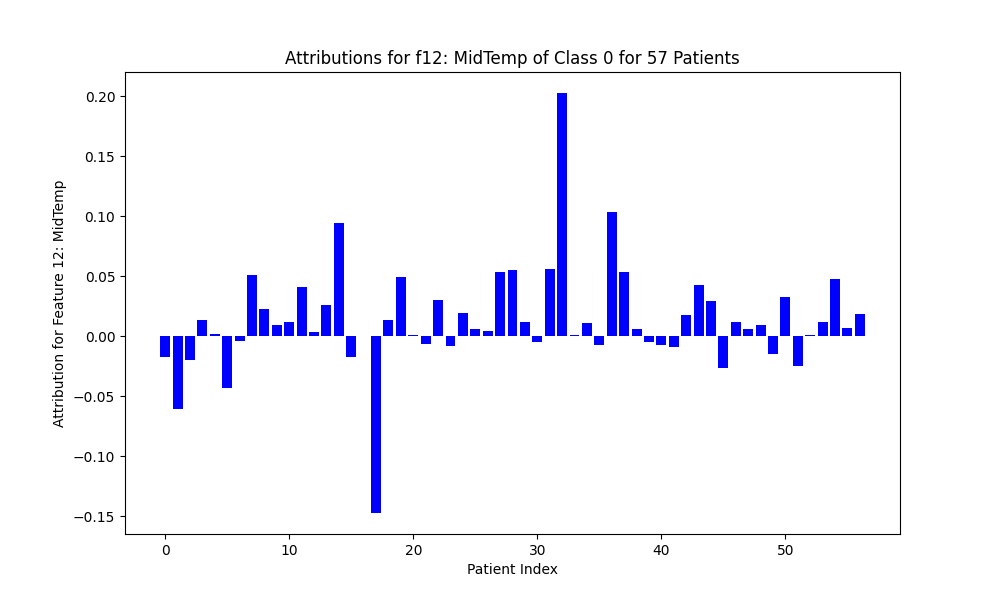 Attributions for f12: MidTemp of Class 0 for 57 Patients
Attribution for Feature 12: MidTemp
0.20
0.15
0.10
0.05
0.00
−0.05
−0.10
−0.15
0 10 20 30 40 50
Patient Index